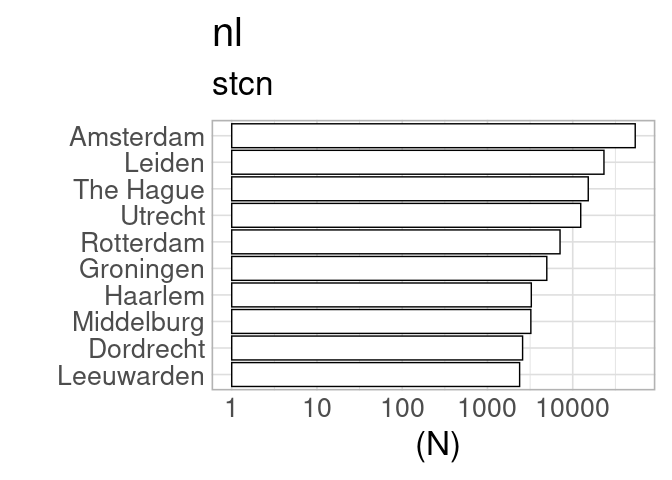 nl
stcn
Amsterdam
Leiden
The Hague
Utrecht
Rotterdam
Groningen
Haarlem
Middelburg
Dordrecht
Leeuwarden
1 10 100 1000 10000
(N)